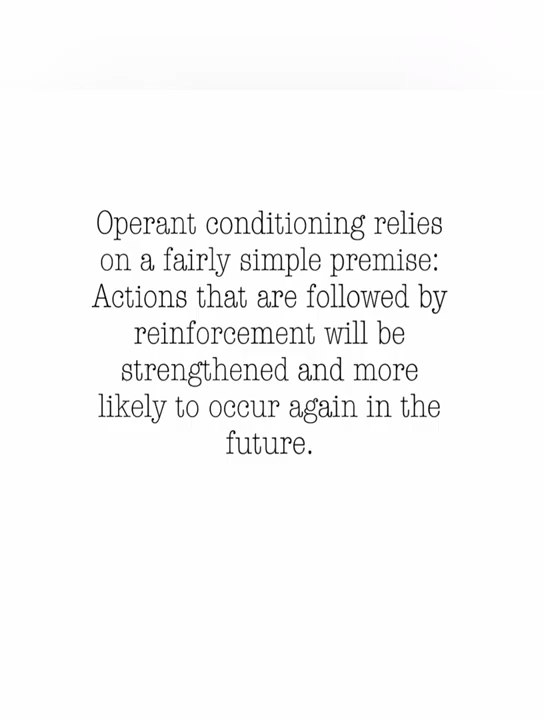 Operant conditioning relies
on a fairly simple premise:
Actions that are followed by
reinforcement will be
strengthened and more
likely to occur again in the
future.